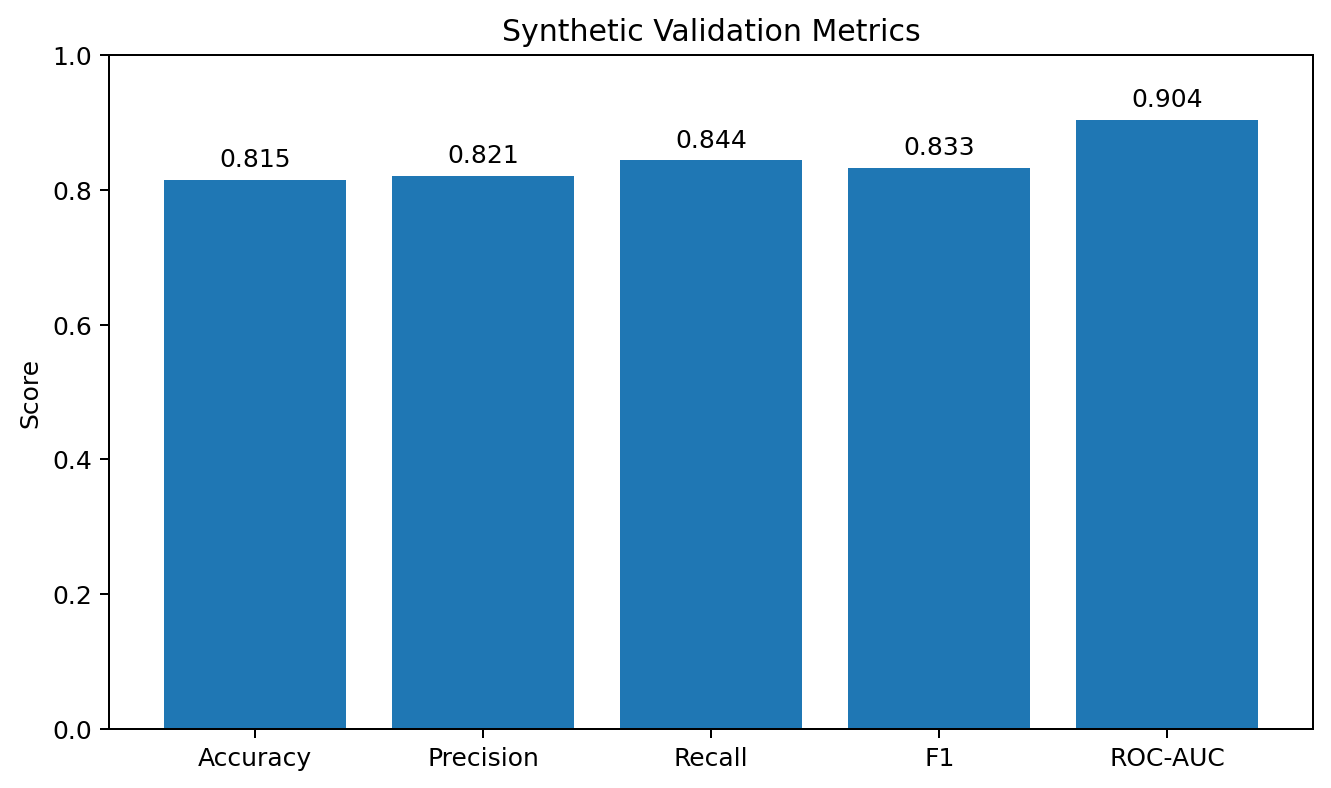 Synthetic Validation Metrics
1.0
0.8
0.6
0.4
0.2
0.0
Score
0.815
0.821
0.844
0.833
0.904
Accuracy
Precision
Recall
F1
ROC-AUC